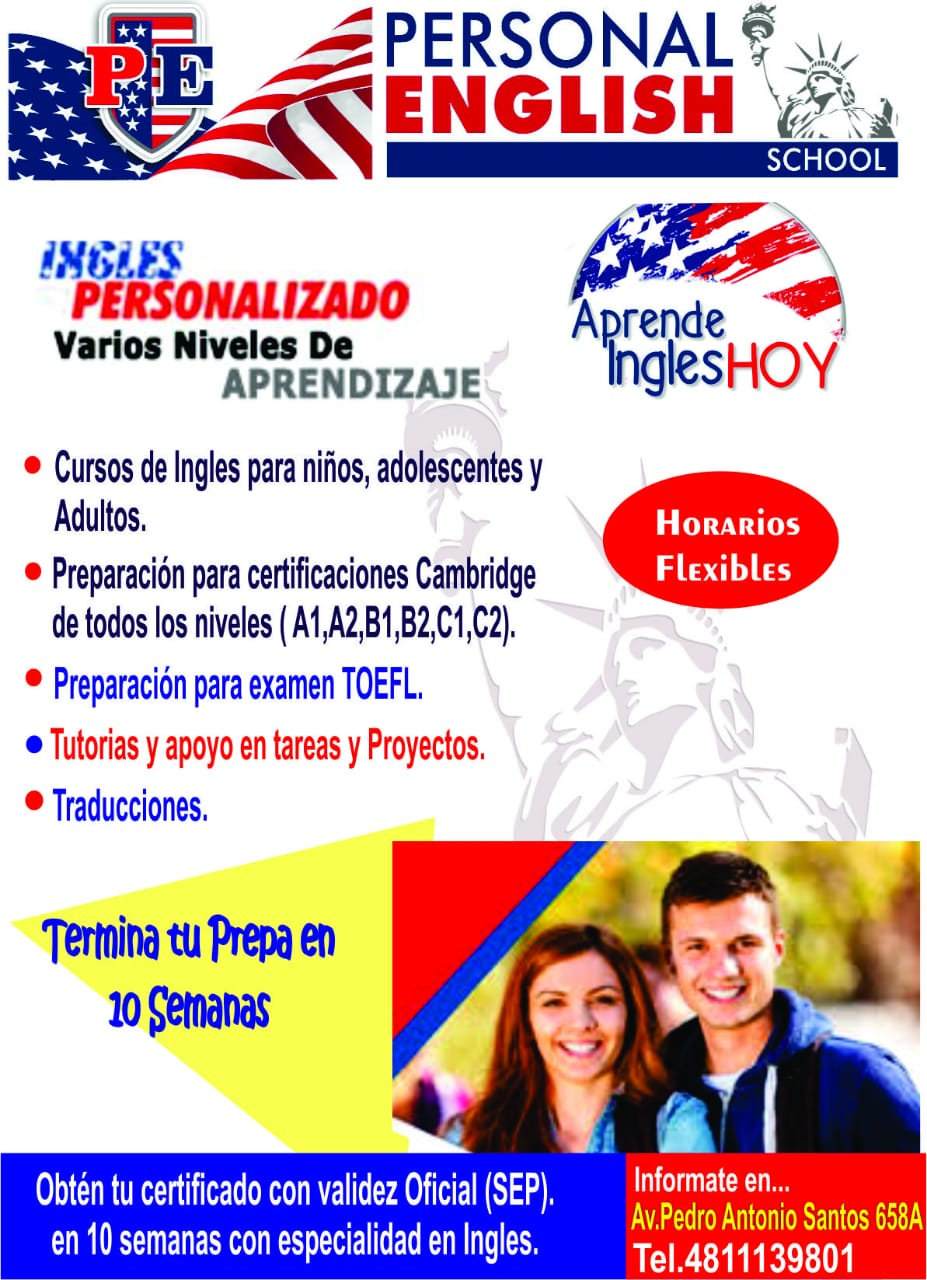 PE
PERSONAL
ENGLISH
SCHOOL
INGLES
PERSONALIZADO
Varios Niveles De
APRENDIZAJE
Aprende
Ingles HOY
• Cursos de Ingles para niños, adolescentes y
Adultos.
• Preparación para certificaciones Cambridge
de todos los niveles ( A1,A2,B1,B2,C1,C2).
• Preparación para examen TOEFL.
• Tutorias y apoyo en tareas y Proyectos.
• Traducciones.
Horarios
Flexibles
Termina tu Prepa en
10 Semanas
Obtén tu certificado con validez Oficial (SEP).
en 10 semanas con especialidad en Ingles.
Informate en...
Av.Pedro Antonio Santos 658A
Tel.4811139801